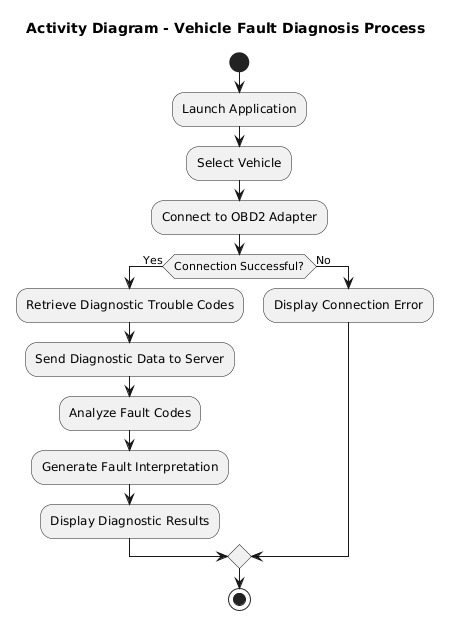 Activity Diagram - Vehicle Fault Diagnosis Process
Launch Application
Select Vehicle
Connect to OBD2 Adapter
Yes
Connection Successful?
No
Retrieve Diagnostic Trouble Codes
Display Connection Error
Send Diagnostic Data to Server
Analyze Fault Codes
Generate Fault Interpretation
Display Diagnostic Results